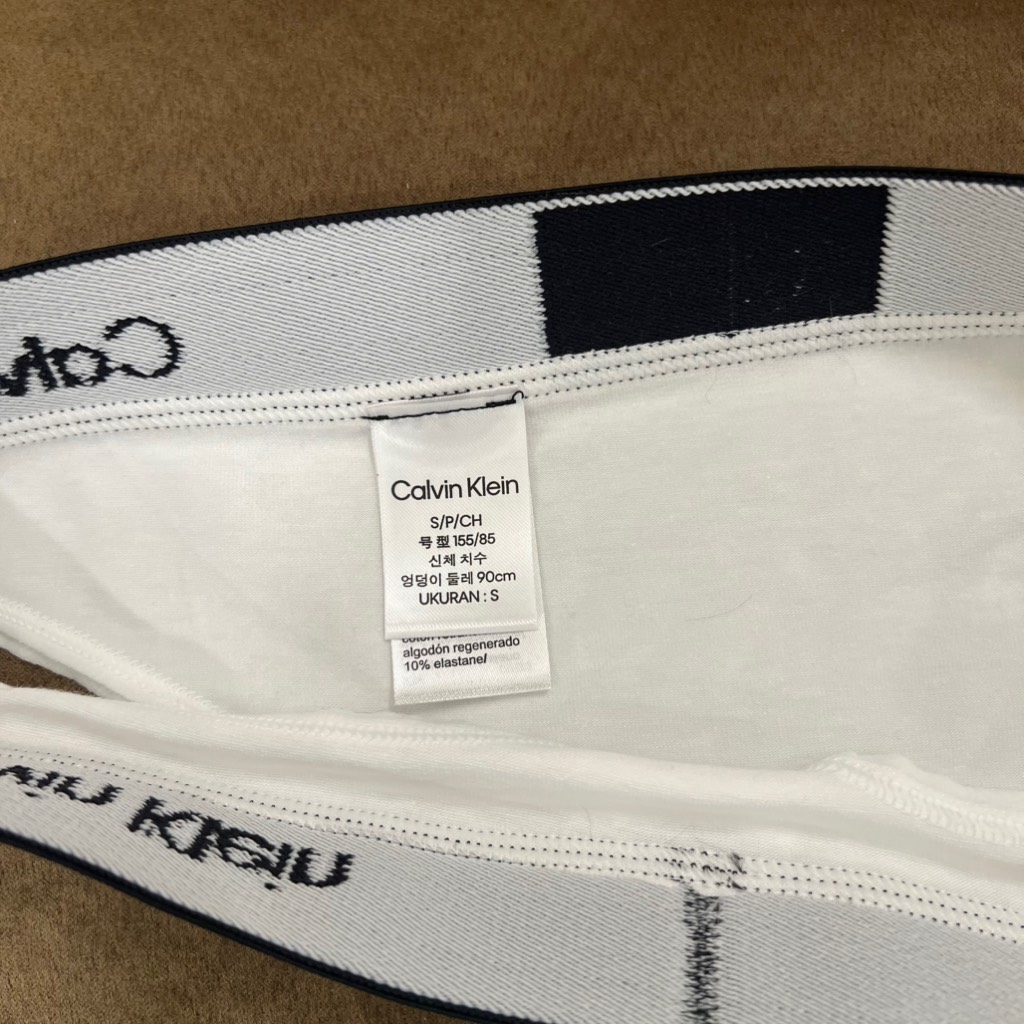 Calvin Klein
S/P/CH
号型 155/85
신체 치수
엉덩이 둘레 90cm
UKURAN : S
algodón regenerado
10% elastane/
Klein